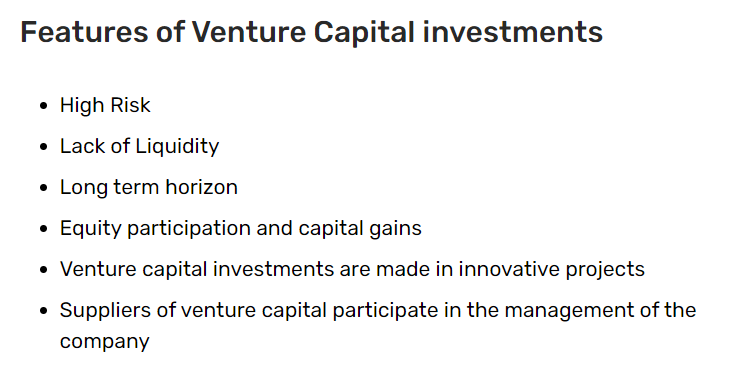 Features of Venture Capital investments
• High Risk
• Lack of Liquidity
• Long term horizon
• Equity participation and capital gains
• Venture capital investments are made in innovative projects
• Suppliers of venture capital participate in the management of the
company